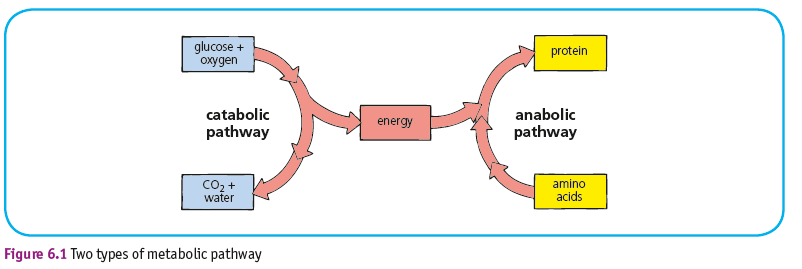 glucose +
oxygen
catabolic
pathway
CO₂ +
water
energy
protein
anabolic
pathway
amino
acids
Figure 6.1 Two types of metabolic pathway